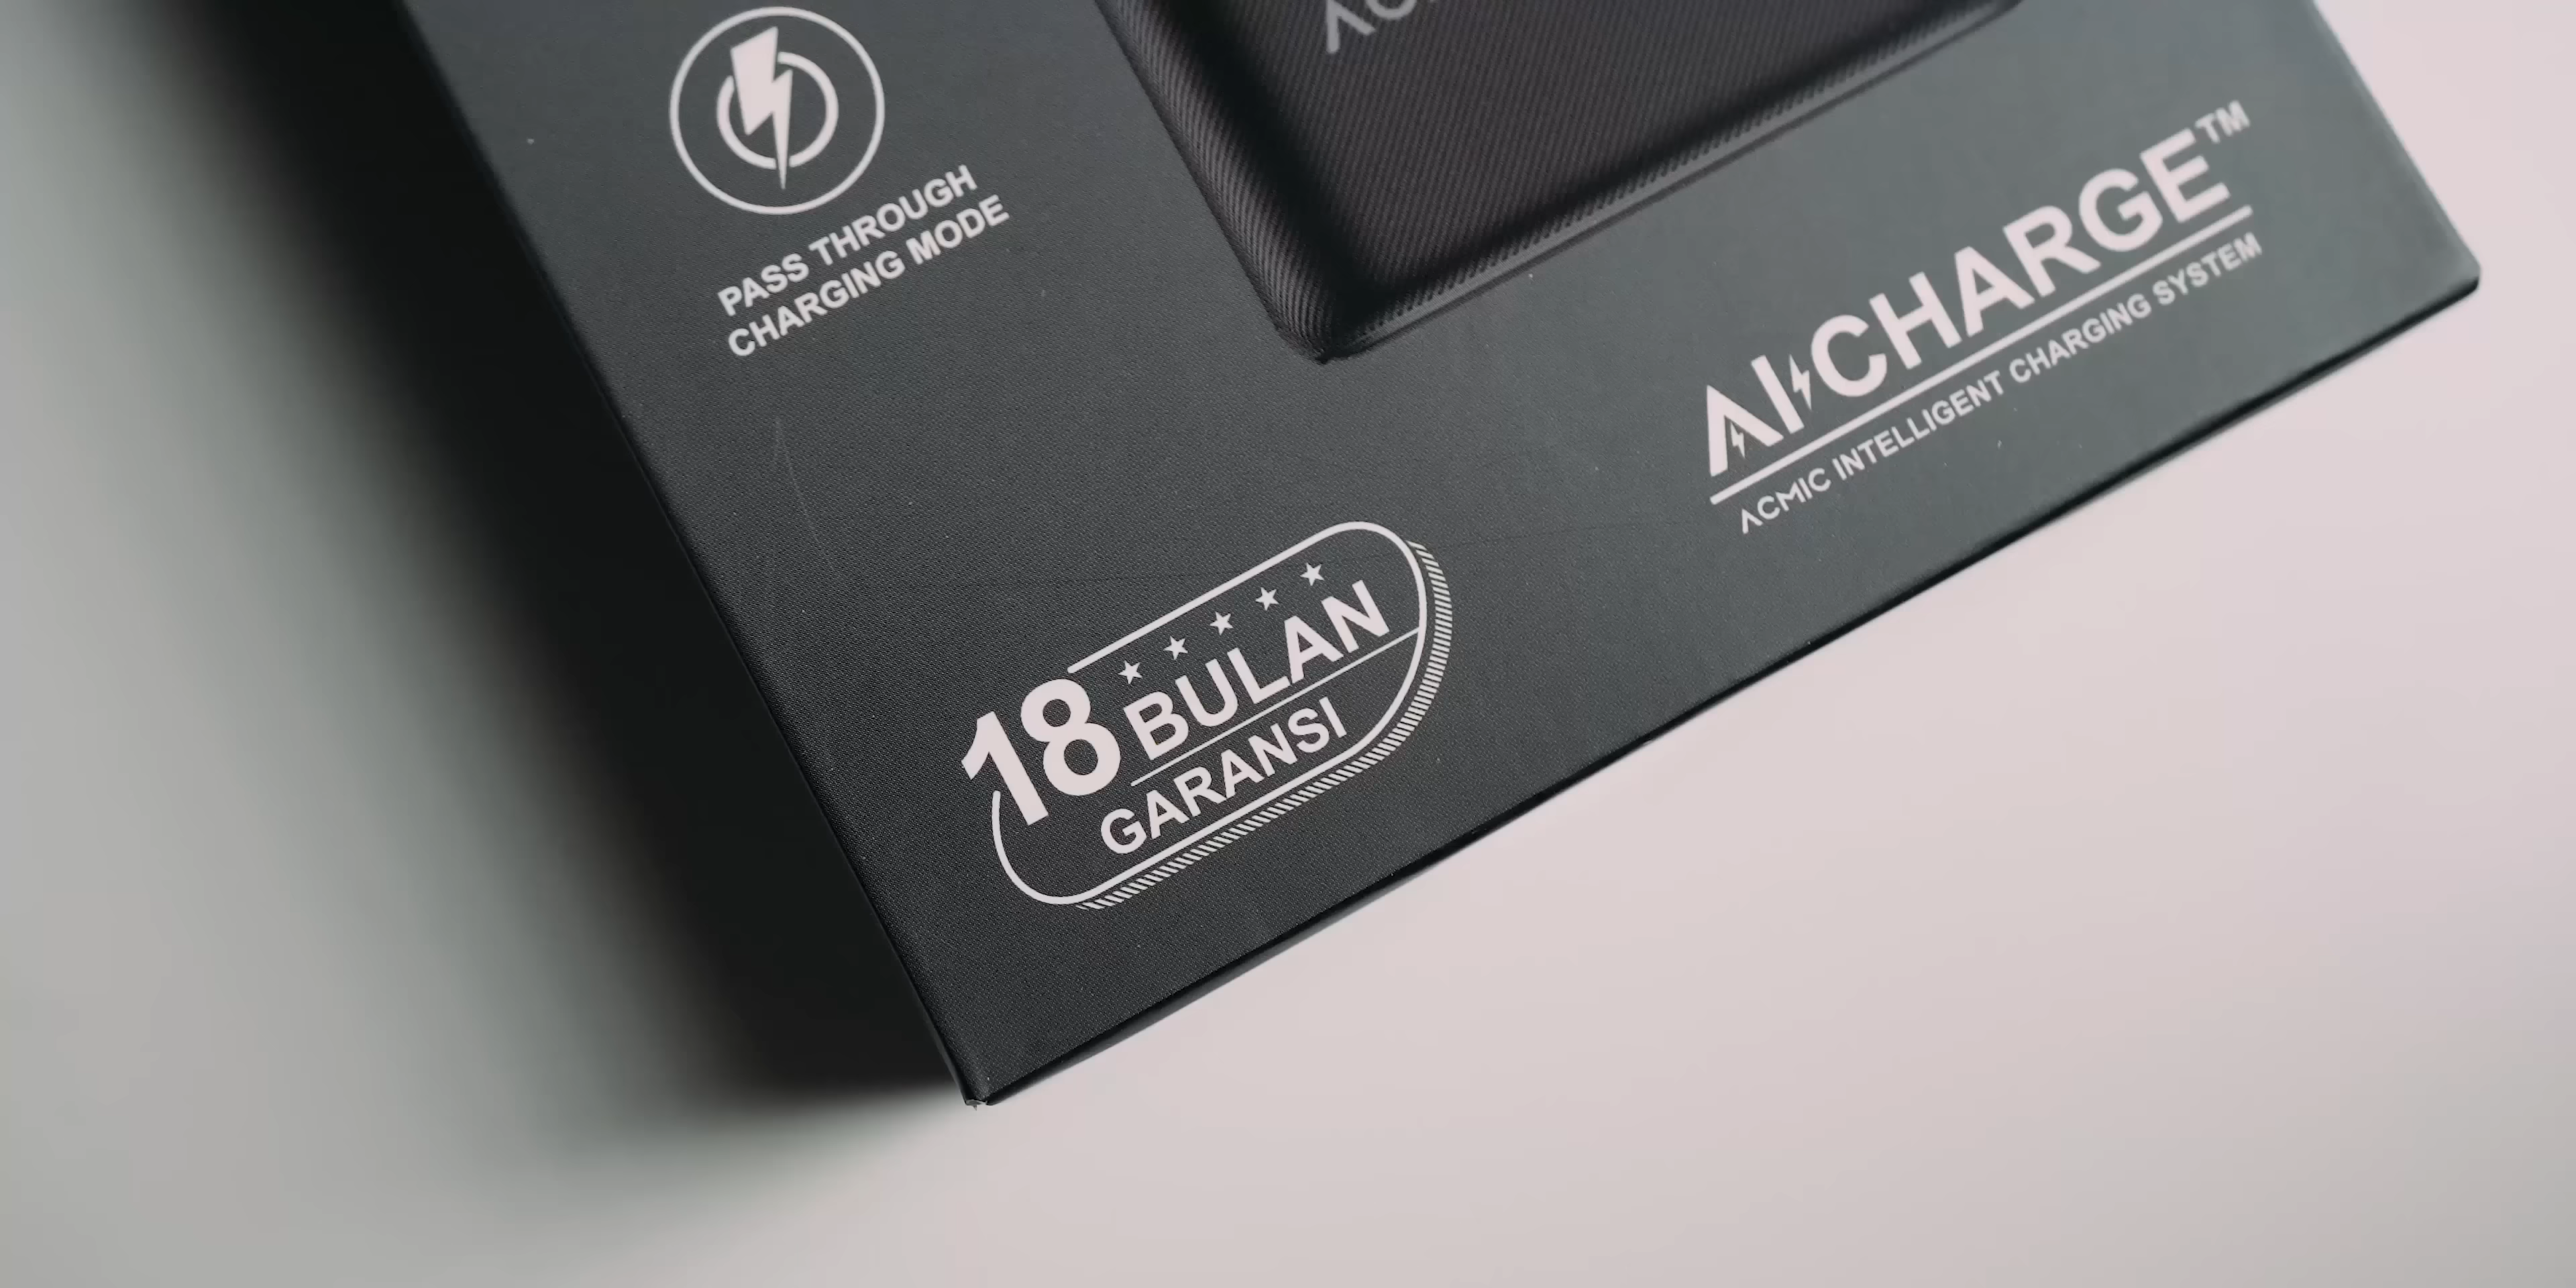 PASS THROUGH
CHARGING MODE
AI CHARGE™
ACMIC INTELLIGENT CHARGING SYSTEM
18 BULAN
GARANSI